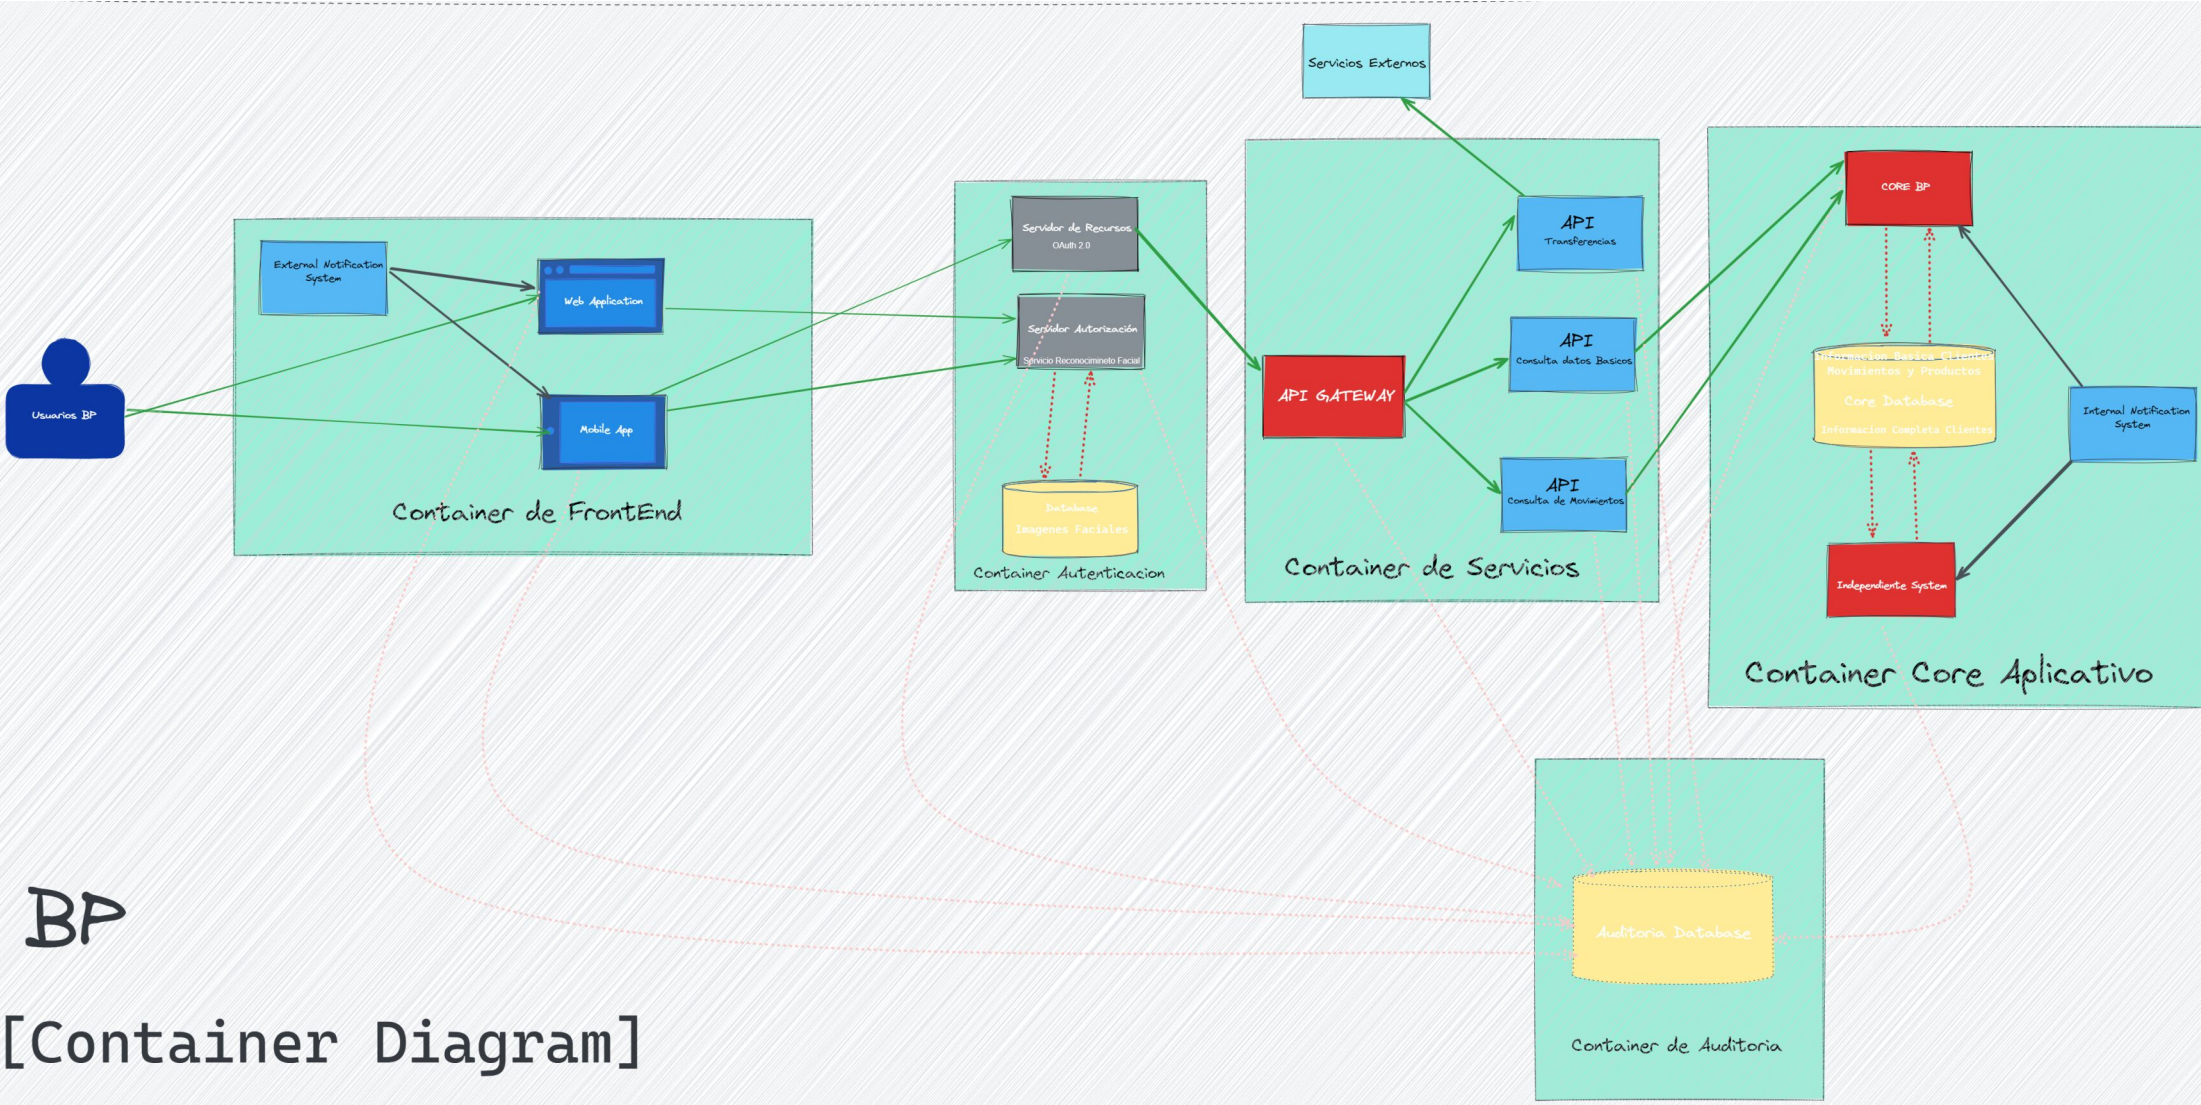 Servicios Externos
Usuarios BP
External Notification
System
Web Application
Mobile App
Container de FrontEnd
Servidor de Recursos
OAuth 2.0
Servidor Autorización
Servicio Reconocimineto Facial
Database
Imagenes Faciales
Container Autenticacion
API GATEWAY
API
Transferencias
API
Consulta datos Basicos
API
Consulta de Movimientos
Container de Servicios
CORE BP
Informacion Basica Clientes
Movimientos y Productos
Core Database
Informacion Completa Clientes
Internal Notification
System
Independiente System
Container Core Aplicativo
Auditoria Database
Container de Auditoria
BP
[Container Diagram]